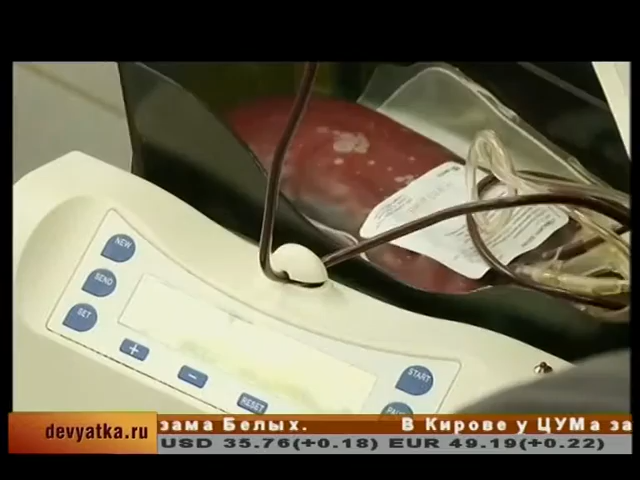 NEW
SEND
SET
+
−
RESET
START
devyatka.ru
зама Белых. В Кирове у ЦУМа за
USD 35.76(+0.18) EUR 49.19(+0.22)